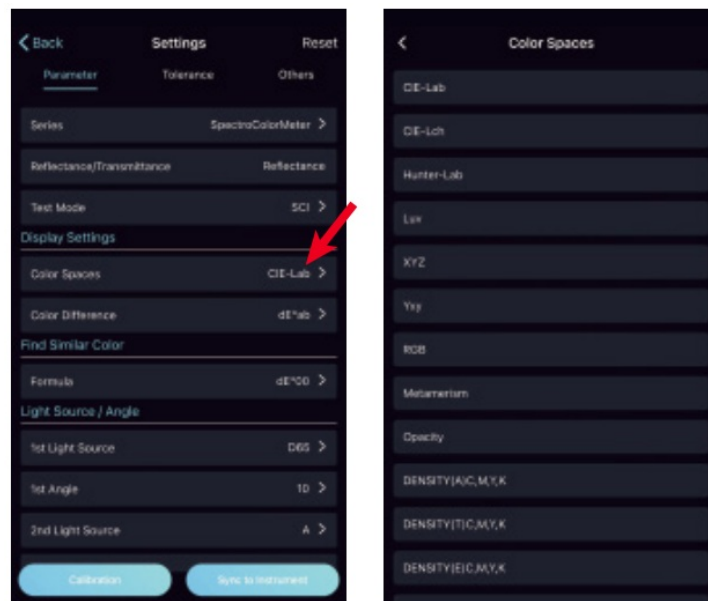 Back Settings Reset
Parameter Tolerance Others
Series SpectroColorMeter
Reflectance/Transmittance Reflectance
Test Mode SCI
Display Settings
Color Spaces CIE-Lab
Color Difference dE*ab
Find Similar Color
Formula dE*00
Light Source / Angle
1st Light Source D65
1st Angle 10
2nd Light Source A
Calibration Sync to Instrument
Color Spaces
CIE-Lab
CIE-Lch
Hunter-Lab
Luv
XYZ
Yxy
RGB
Metamerism
Opacity
DENSITY(A)C,M,Y,K
DENSITY(T)C,M,Y,K
DENSITY(E)C,M,Y,K